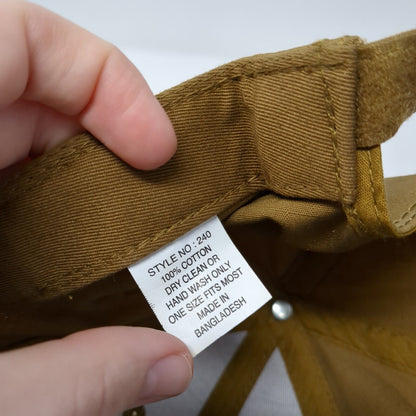 STYLE NO : 240
100% COTTON
DRY CLEAN OR
HAND WASH ONLY
ONE SIZE FITS MOST
MADE IN
BANGLADESH